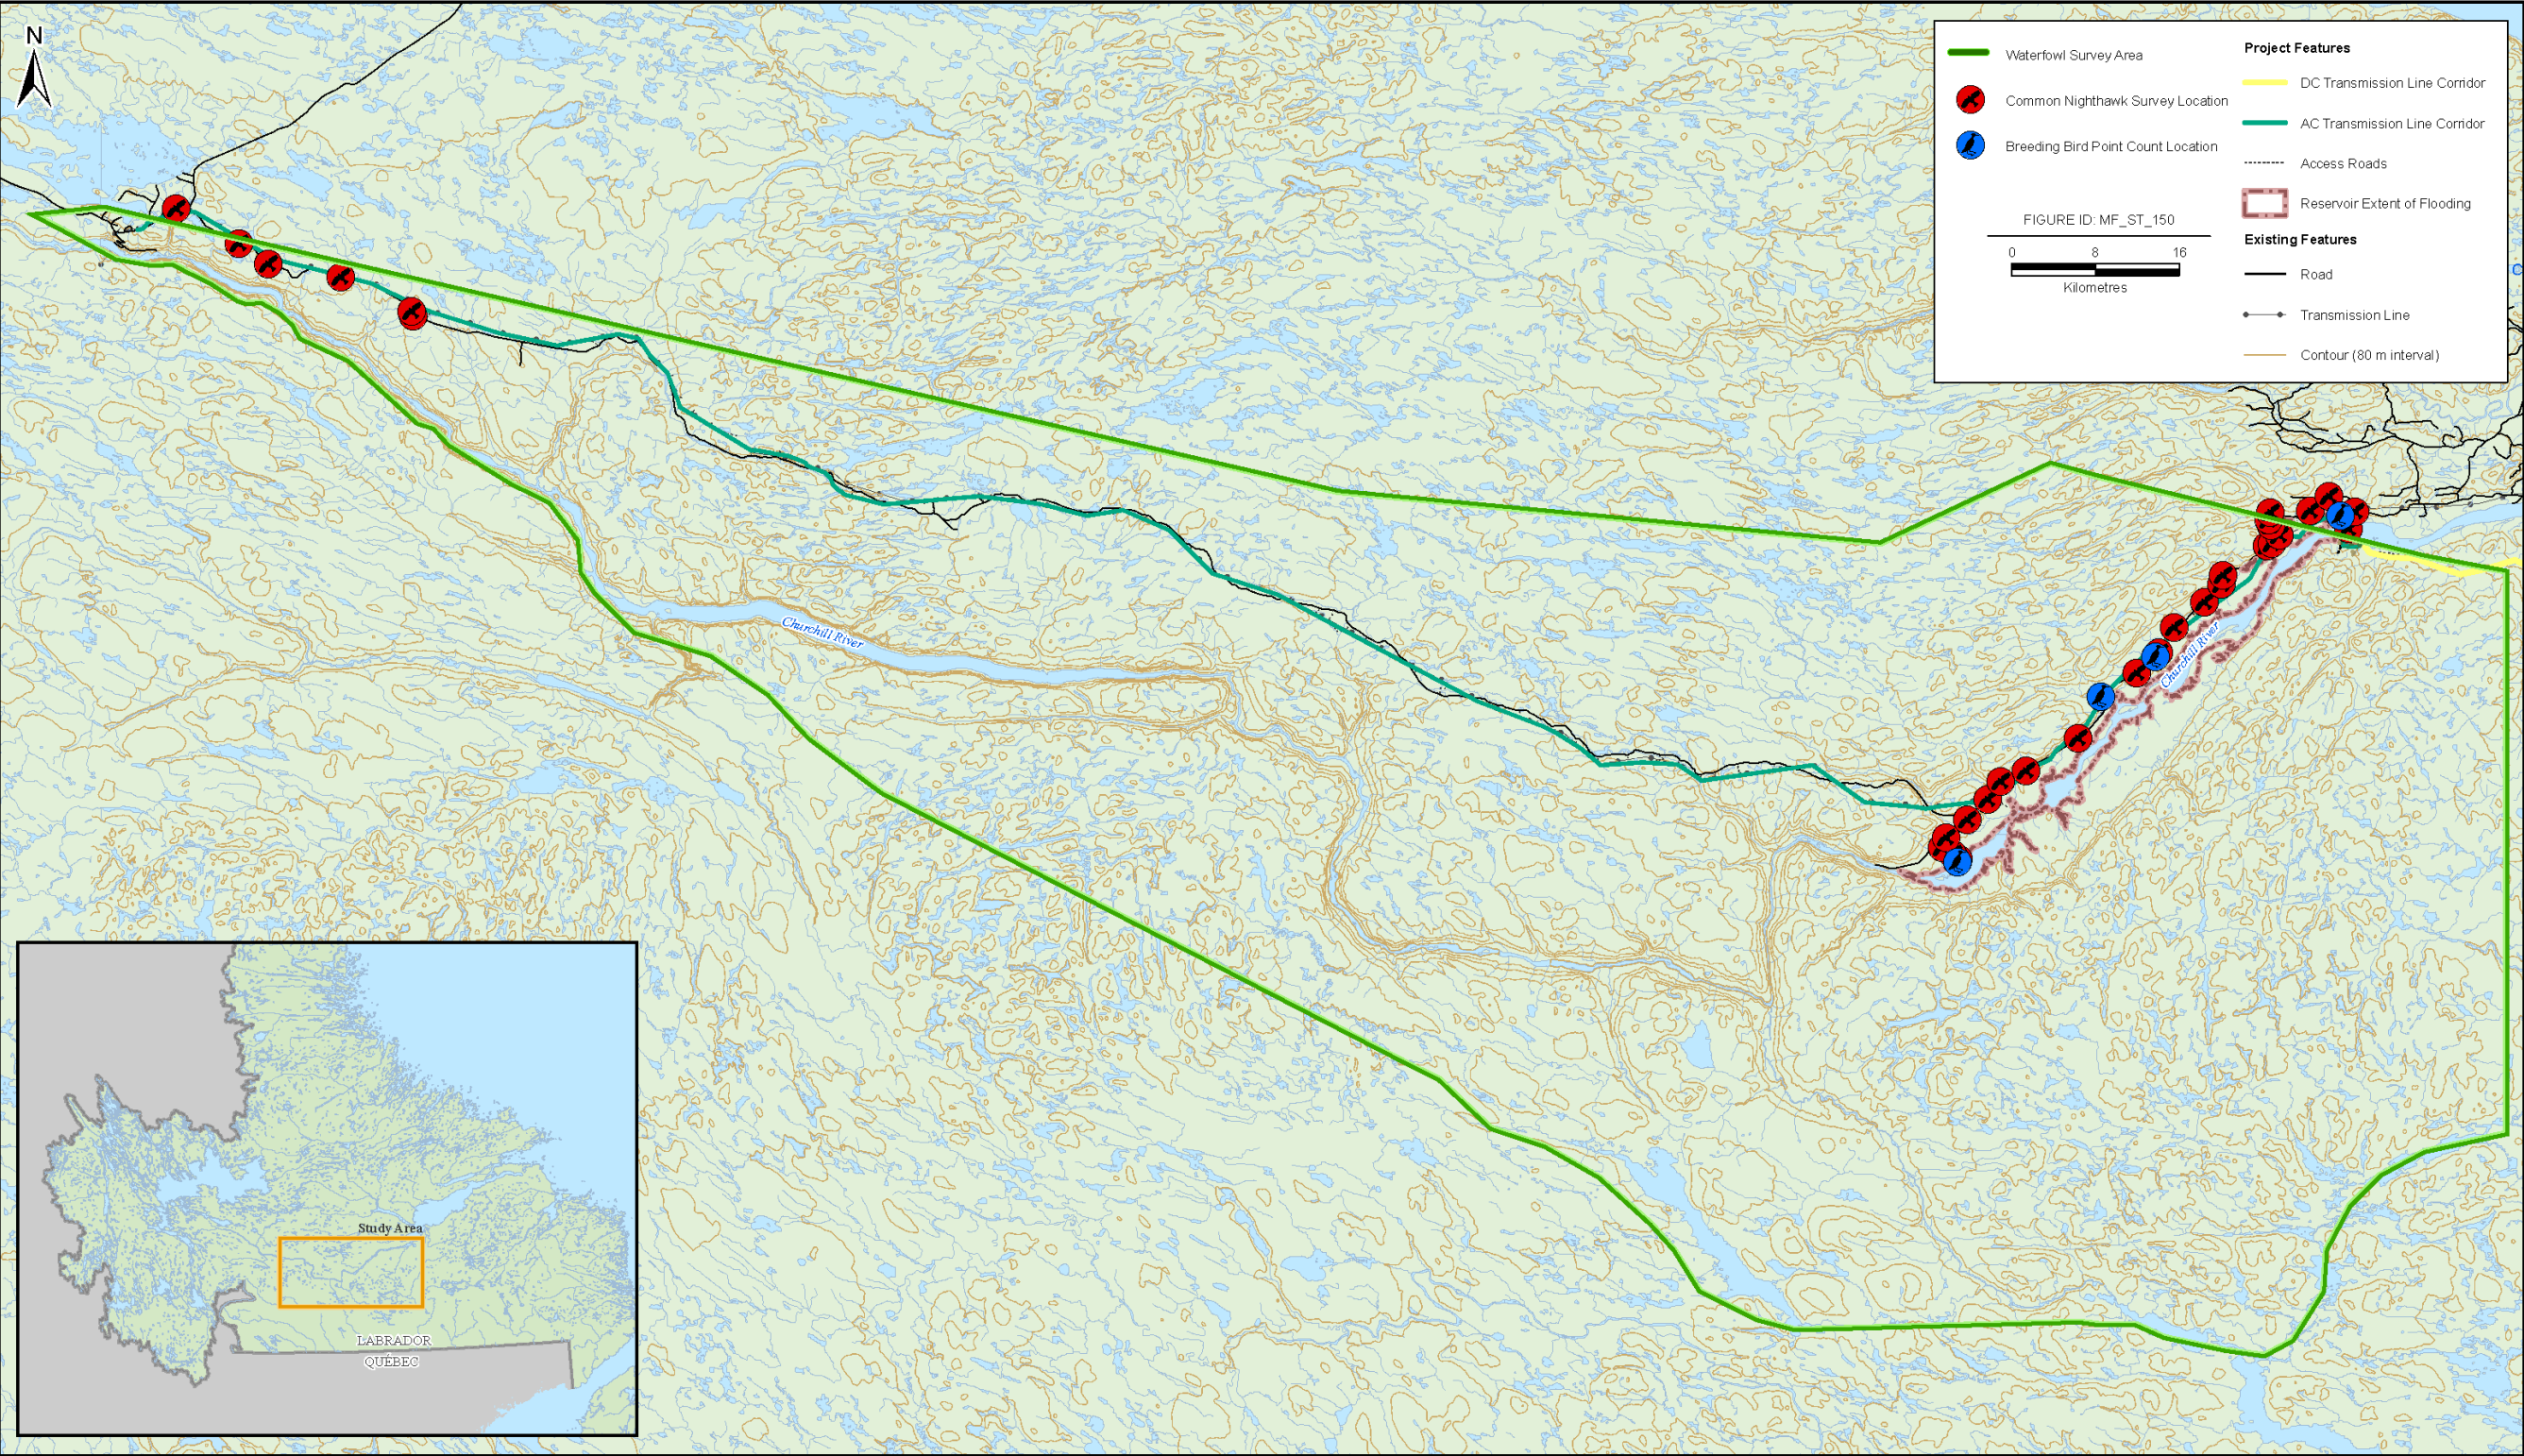 N
Waterfowl Survey Area
Common Nighthawk Survey Location
Breeding Bird Point Count Location
FIGURE ID: MF_ST_150
0 8 16
Kilometres
Project Features
DC Transmission Line Corridor
AC Transmission Line Corridor
Access Roads
Reservoir Extent of Flooding
Existing Features
Road
Transmission Line
Contour (80 m interval)
C
Churchill River
Churchill River
Study Area
LABRADOR
QUÉBEC